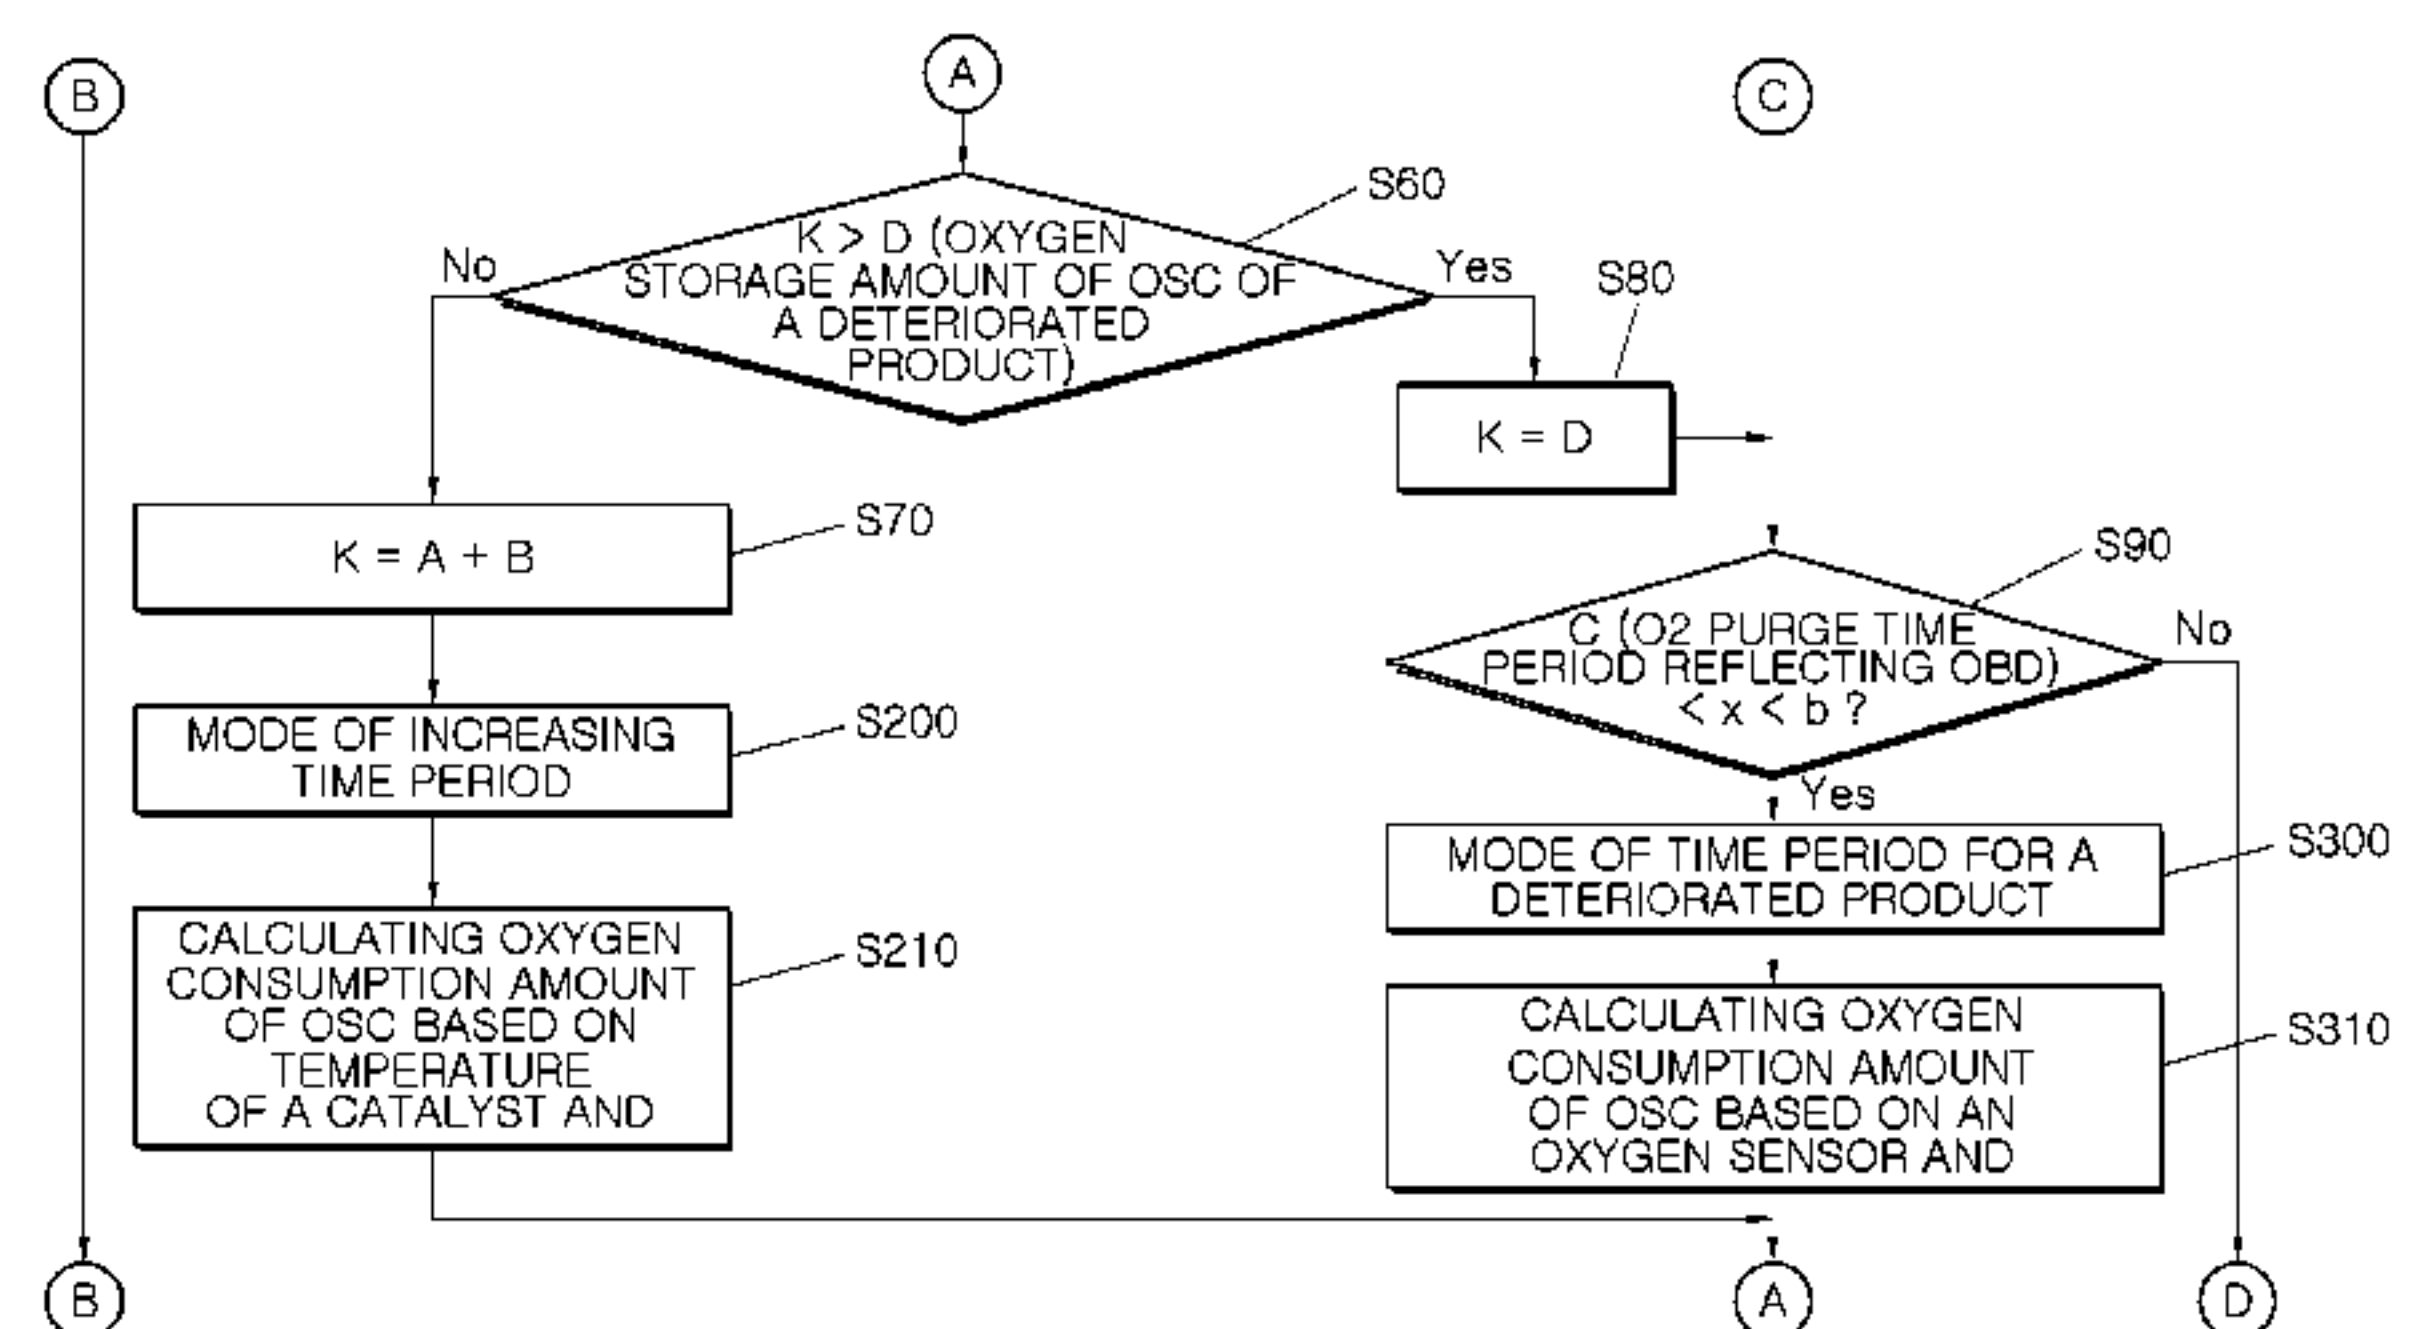 B
A
C
S60
K > D (OXYGEN
STORAGE AMOUNT OF OSC OF
A DETERIORATED
PRODUCT)
No
Yes
S80
K = D
S70
K = A + B
S90
C (O2 PURGE TIME
PERIOD REFLECTING OBD)
< x < b ?
No
Yes
S200
MODE OF INCREASING
TIME PERIOD
S300
MODE OF TIME PERIOD FOR A
DETERIORATED PRODUCT
S210
CALCULATING OXYGEN
CONSUMPTION AMOUNT
OF OSC BASED ON
TEMPERATURE
OF A CATALYST AND
S310
CALCULATING OXYGEN
CONSUMPTION AMOUNT
OF OSC BASED ON AN
OXYGEN SENSOR AND
B
A
D